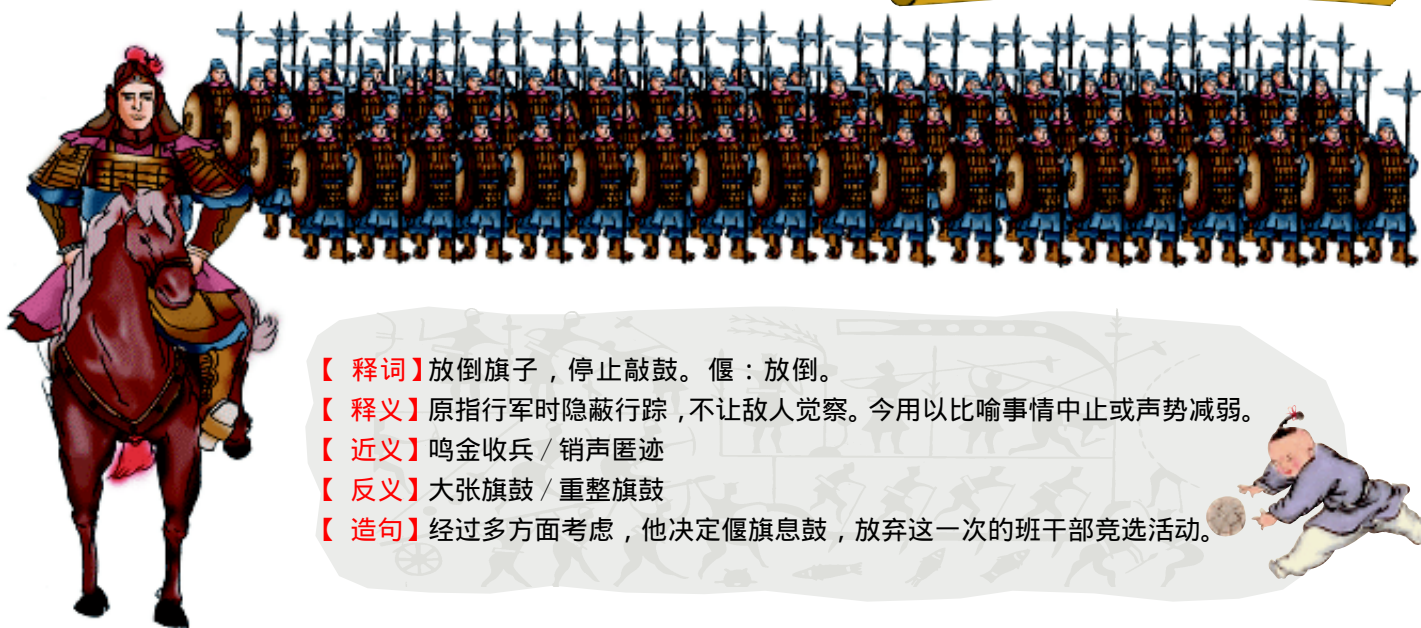 【 释词】放倒旗子，停止敲鼓。偃：放倒。
【 释义】原指行军时隐蔽行踪，不让敌人觉察。今用以比喻事情中止或声势减弱。
【 近义】鸣金收兵／销声匿迹
【 反义】大张旗鼓／重整旗鼓
【 造句】经过多方面考虑，他决定偃旗息鼓，放弃这一次的班干部竞选活动。